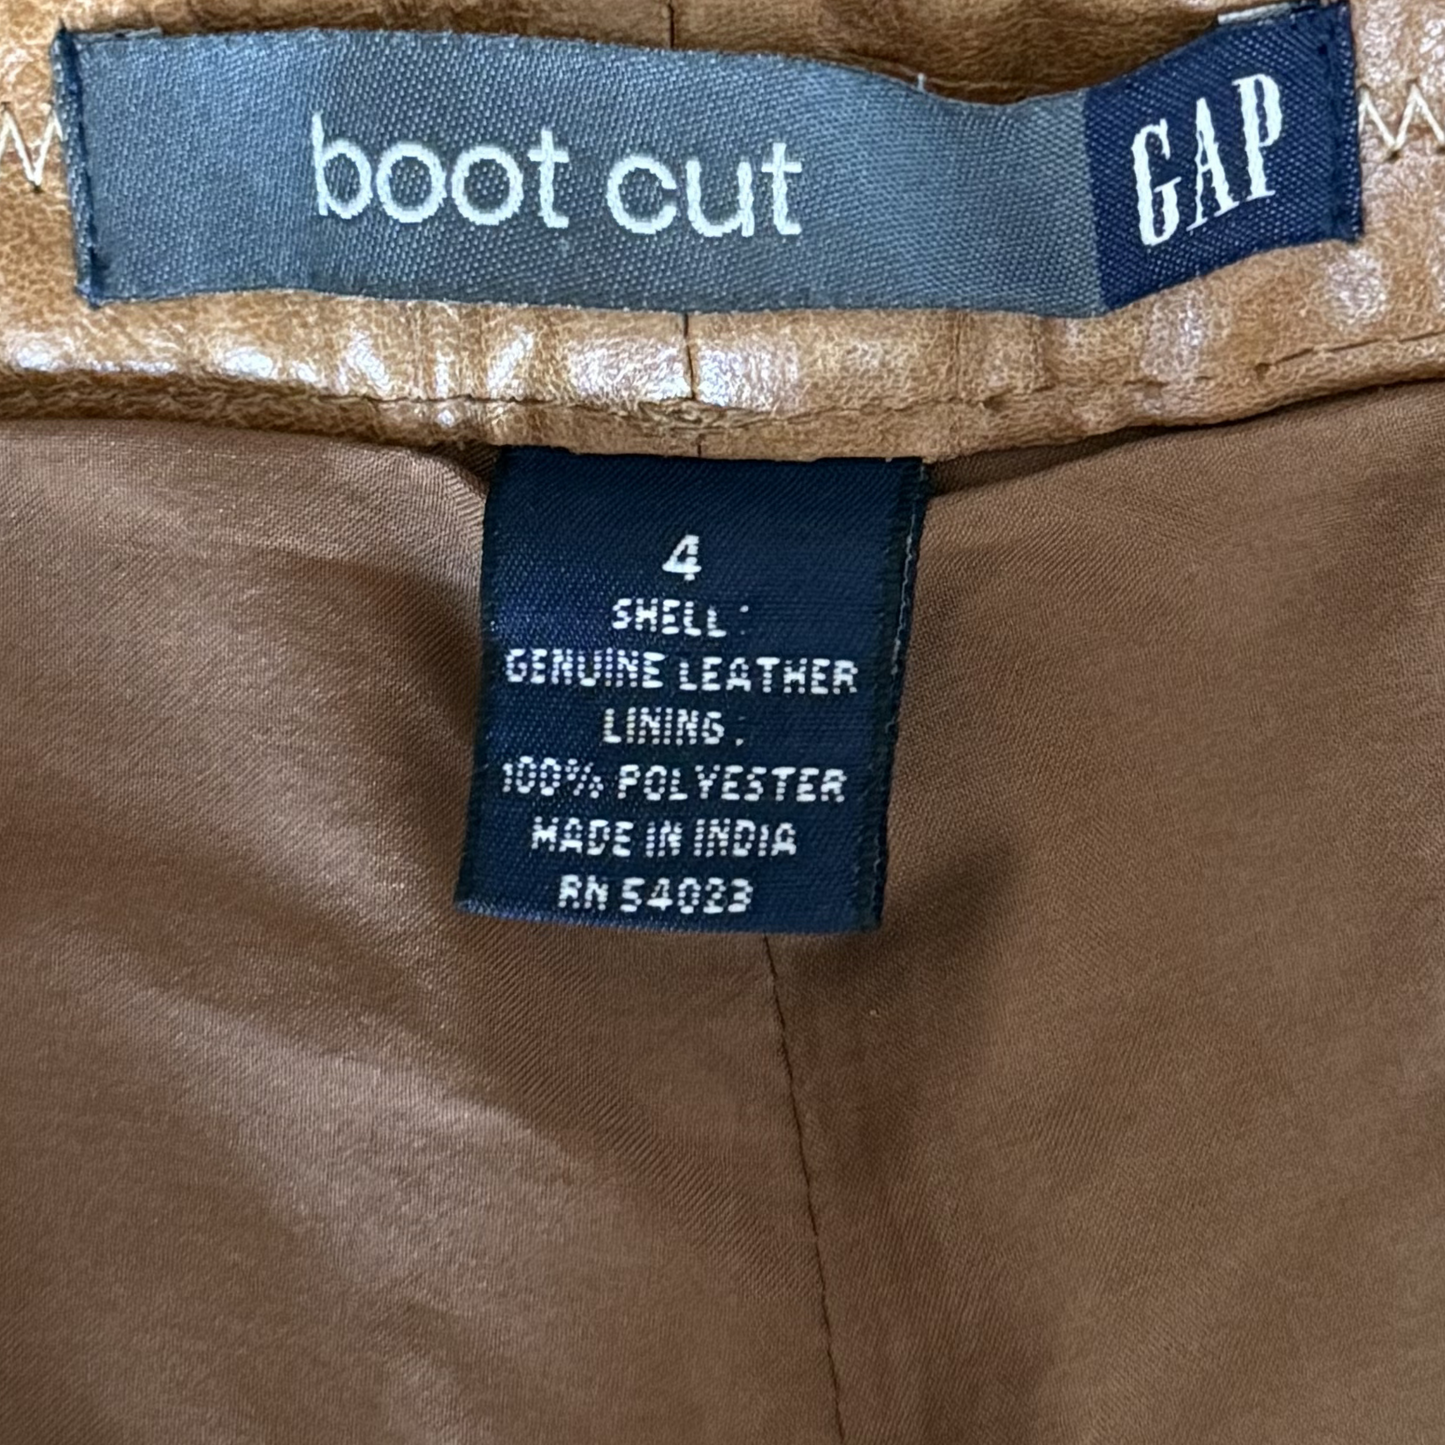 boot cut GAP
4
SHELL:
GENUINE LEATHER
LINING:
100% POLYESTER
MADE IN INDIA
RN 54023